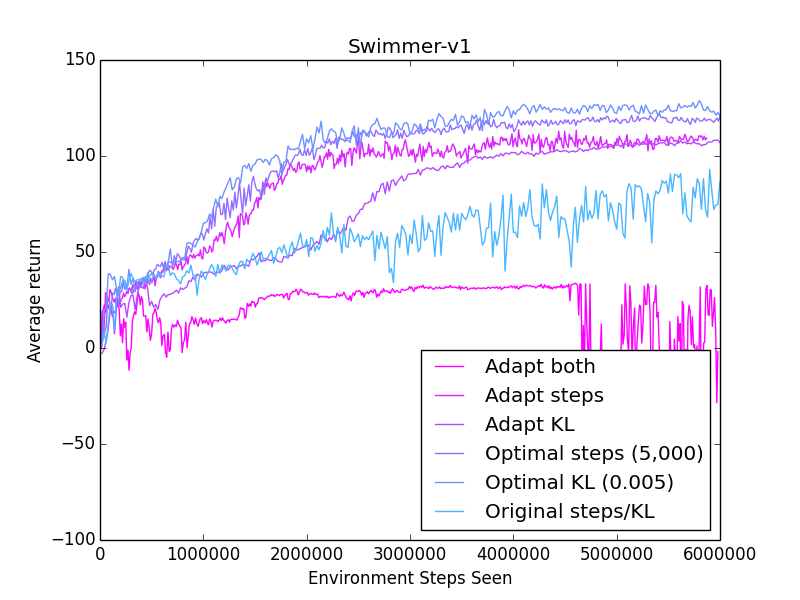 Swimmer-v1
150
100
50
0
−50
−100
Average return
0
1000000
2000000
3000000
4000000
5000000
6000000
Environment Steps Seen
Adapt both
Adapt steps
Adapt KL
Optimal steps (5,000)
Optimal KL (0.005)
Original steps/KL